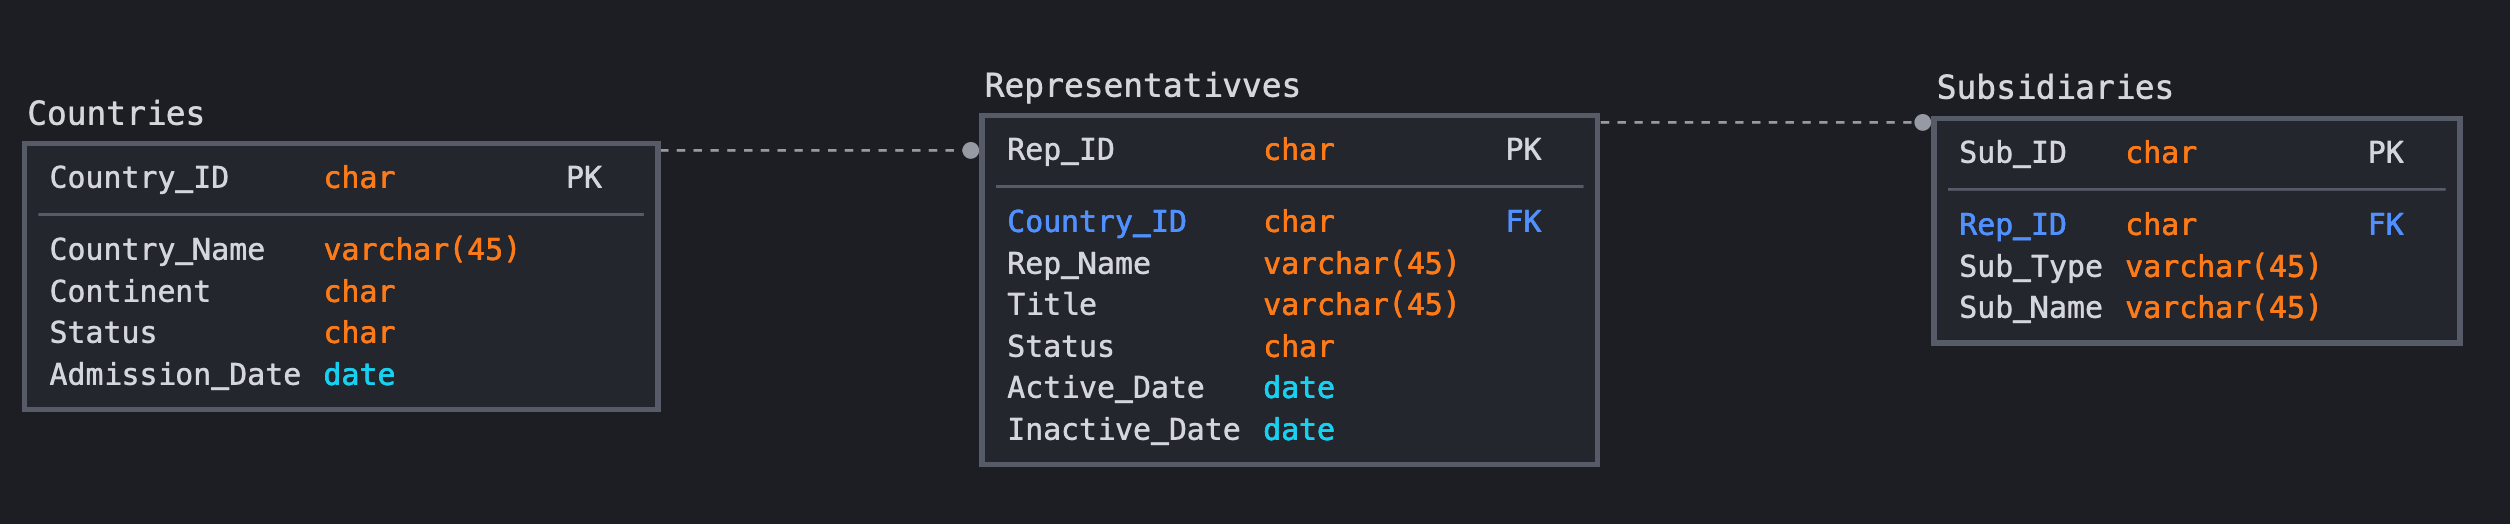 Countries
Country_ID char PK
Country_Name varchar(45)
Continent char
Status char
Admission_Date date
Representativves
Rep_ID char PK
Country_ID char FK
Rep_Name varchar(45)
Title varchar(45)
Status char
Active_Date date
Inactive_Date date
Subsidiaries
Sub_ID char PK
Rep_ID char FK
Sub_Type varchar(45)
Sub_Name varchar(45)